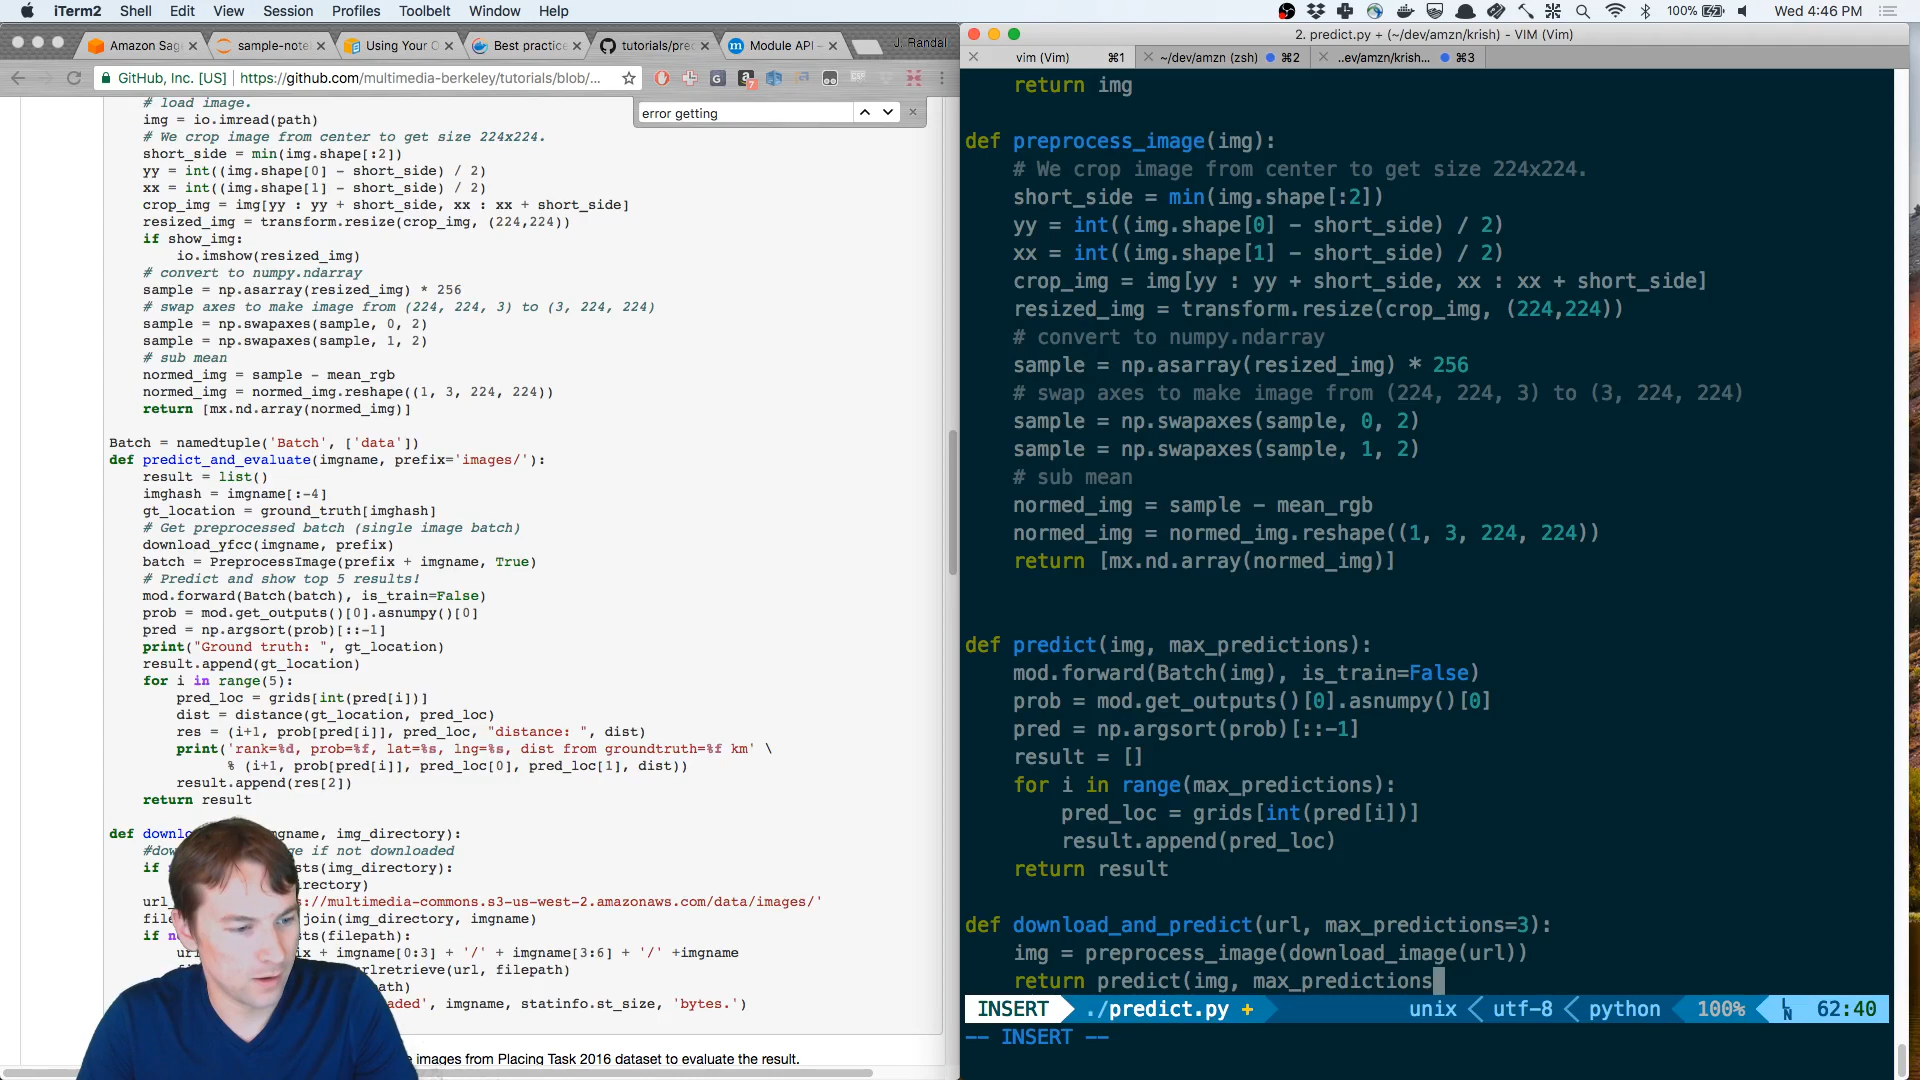 iTerm2 Shell Edit View Session Profiles Toolbelt Window Help
100% Wed 4:46 PM
Amazon Sag
sample-note
Using Your C
Best practice
tutorials/pred
Module API –
J. Randal
GitHub, Inc. [US] https://github.com/multimedia-berkeley/tutorials/blob/...
error getting
# load image.
img = io.imread(path)
# We crop image from center to get size 224x224.
short_side = min(img.shape[:2])
yy = int((img.shape[0] - short_side) / 2)
xx = int((img.shape[1] - short_side) / 2)
crop_img = img[yy : yy + short_side, xx : xx + short_side]
resized_img = transform.resize(crop_img, (224,224))
if show_img:
io.imshow(resized_img)
# convert to numpy.ndarray
sample = np.asarray(resized_img) * 256
# swap axes to make image from (224, 224, 3) to (3, 224, 224)
sample = np.swapaxes(sample, 0, 2)
sample = np.swapaxes(sample, 1, 2)
# sub mean
normed_img = sample - mean_rgb
normed_img = normed_img.reshape((1, 3, 224, 224))
return [mx.nd.array(normed_img)]
Batch = namedtuple('Batch', ['data'])
def predict_and_evaluate(imgname, prefix='images/'):
result = list()
imghash = imgname[:-4]
gt_location = ground_truth[imghash]
# Get preprocessed batch (single image batch)
download_yfcc(imgname, prefix)
batch = PreprocessImage(prefix + imgname, True)
# Predict and show top 5 results!
mod.forward(Batch(batch), is_train=False)
prob = mod.get_outputs()[0].asnumpy()[0]
pred = np.argsort(prob)[::-1]
print("Ground truth: ", gt_location)
result.append(gt_location)
for i in range(5):
pred_loc = grids[int(pred[i])]
dist = distance(gt_location, pred_loc)
res = (i+1, prob[pred[i]], pred_loc, "distance: ", dist)
print('rank=%d, prob=%f, lat=%s, lng=%s, dist from groundtruth=%f km' \
% (i+1, prob[pred[i]], pred_loc[0], pred_loc[1], dist))
result.append(res[2])
return result
def downlo ngname, img_directory):
#dow ge if not downloaded
if sts(img_directory):
rectory)
url_ s://multimedia-commons.s3-us-west-2.amazonaws.com/data/images/'
file join(img_directory, imgname)
if n sts(filepath):
ur ix + imgname[0:3] + '/' + imgname[3:6] + '/' +imgname
rlretrieve(url, filepath)
path)
aded', imgname, statinfo.st_size, 'bytes.')
e images from Placing Task 2016 dataset to evaluate the result.
2. predict.py + (~/dev/amzn/krish) - VIM (Vim)
vim (Vim) ⌘1
~/dev/amzn (zsh) ⌘2
..ev/amzn/krish... ⌘3
return img
def preprocess_image(img):
# We crop image from center to get size 224x224.
short_side = min(img.shape[:2])
yy = int((img.shape[0] - short_side) / 2)
xx = int((img.shape[1] - short_side) / 2)
crop_img = img[yy : yy + short_side, xx : xx + short_side]
resized_img = transform.resize(crop_img, (224,224))
# convert to numpy.ndarray
sample = np.asarray(resized_img) * 256
# swap axes to make image from (224, 224, 3) to (3, 224, 224)
sample = np.swapaxes(sample, 0, 2)
sample = np.swapaxes(sample, 1, 2)
# sub mean
normed_img = sample - mean_rgb
normed_img = normed_img.reshape((1, 3, 224, 224))
return [mx.nd.array(normed_img)]
def predict(img, max_predictions):
mod.forward(Batch(img), is_train=False)
prob = mod.get_outputs()[0].asnumpy()[0]
pred = np.argsort(prob)[::-1]
result = []
for i in range(max_predictions):
pred_loc = grids[int(pred[i])]
result.append(pred_loc)
return result
def download_and_predict(url, max_predictions=3):
img = preprocess_image(download_image(url))
return predict(img, max_predictions
INSERT ./predict.py + unix utf-8 python 100% LN 62:40
-- INSERT --